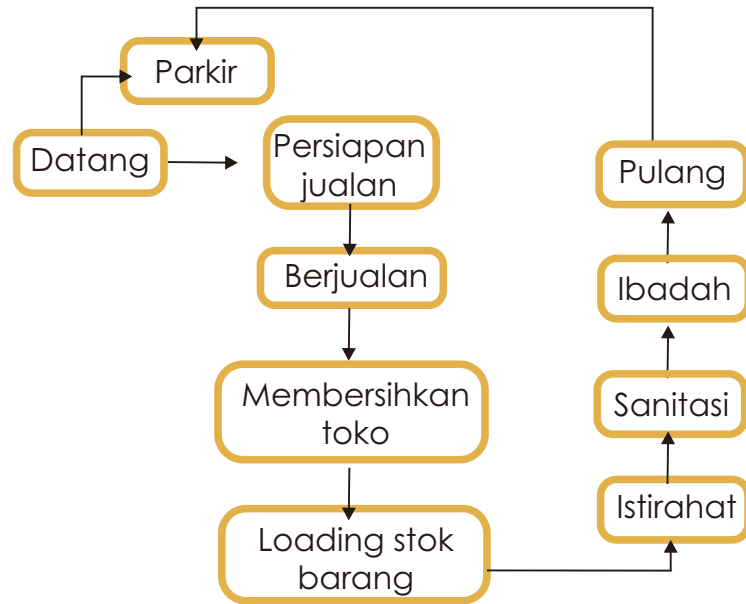 Parkir
Datang
Persiapan
jualan
Berjualan
Membersihkan
toko
Loading stok
barang
Istirahat
Sanitasi
Ibadah
Pulang